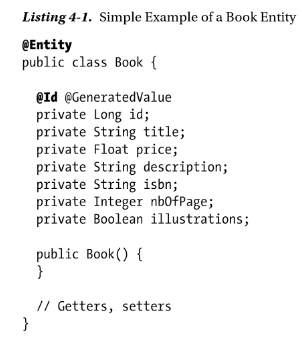 Listing 4-1. Simple Example of a Book Entity
@Entity
public class Book {
@Id @GeneratedValue
private Long id;
private String title;
private Float price;
private String description;
private String isbn;
private Integer nbOfPage;
private Boolean illustrations;
public Book() {
}
// Getters, setters
}